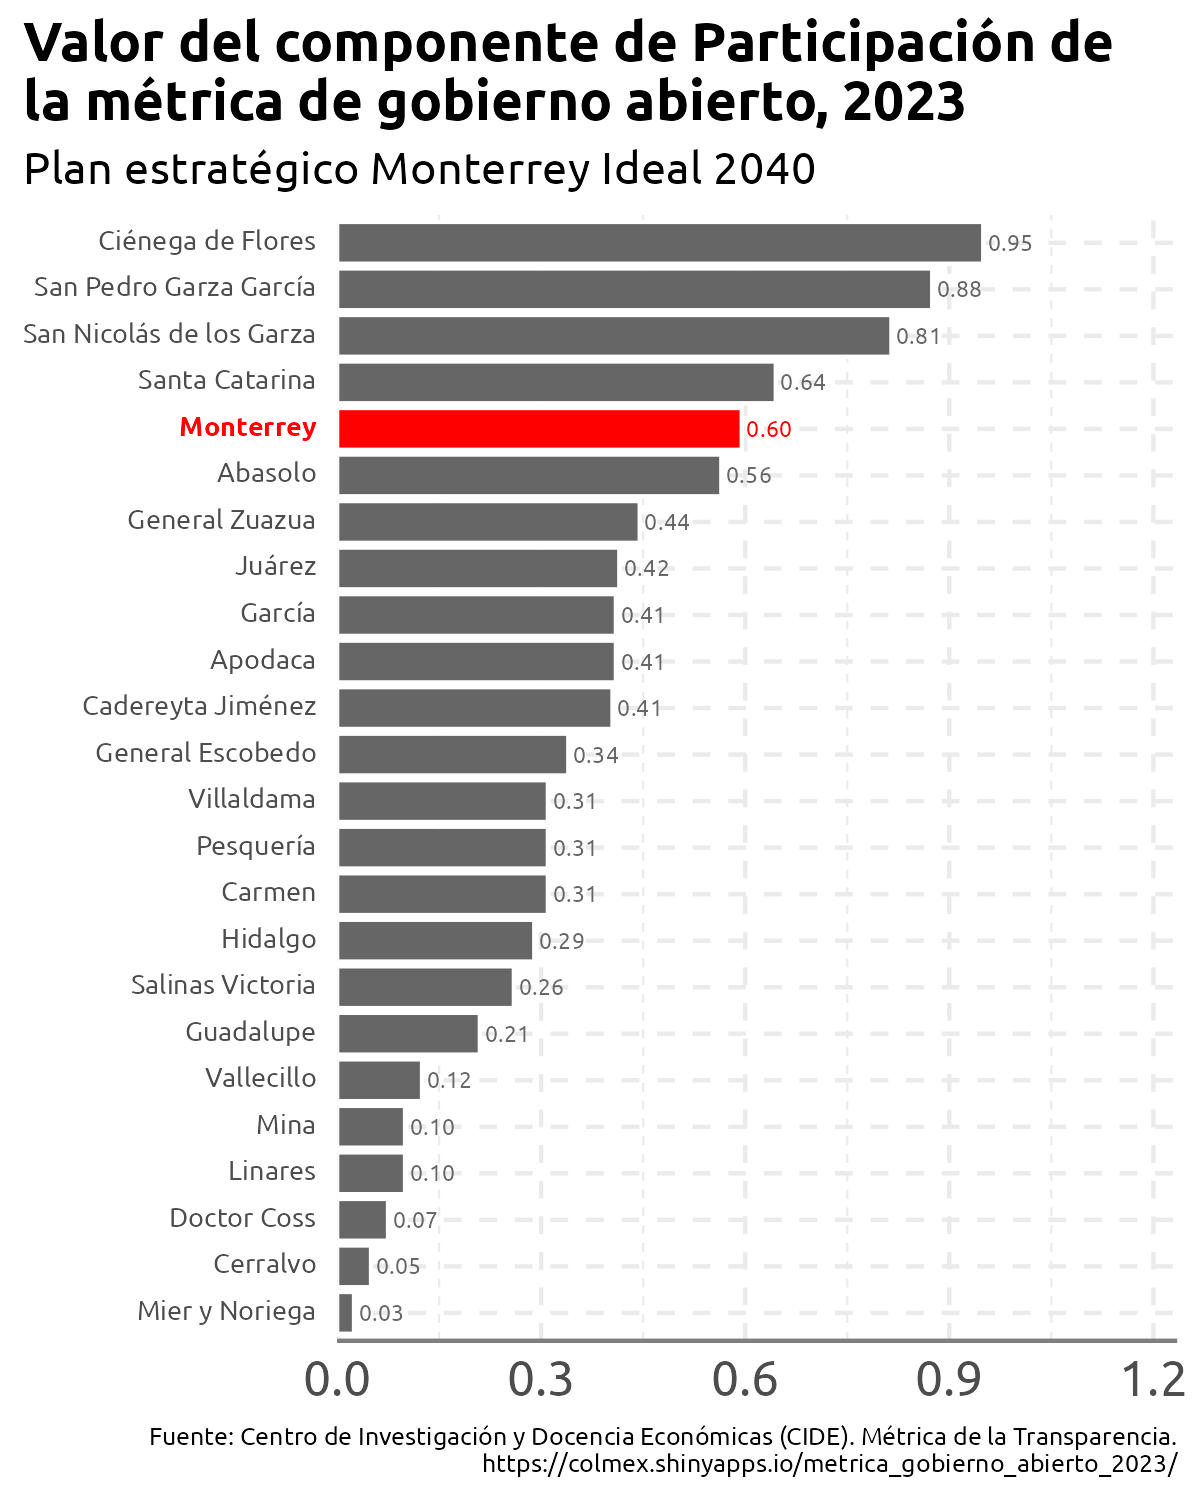 Valor del componente de Participación de
la métrica de gobierno abierto, 2023
Plan estratégico Monterrey Ideal 2040
Ciénega de Flores 0.95
San Pedro Garza García 0.88
San Nicolás de los Garza 0.81
Santa Catarina 0.64
Monterrey 0.60
Abasolo 0.56
General Zuazua 0.44
Juárez 0.42
García 0.41
Apodaca 0.41
Cadereyta Jiménez 0.41
General Escobedo 0.34
Villaldama 0.31
Pesquería 0.31
Carmen 0.31
Hidalgo 0.29
Salinas Victoria 0.26
Guadalupe 0.21
Vallecillo 0.12
Mina 0.10
Linares 0.10
Doctor Coss 0.07
Cerralvo 0.05
Mier y Noriega 0.03
0.0 0.3 0.6 0.9 1.2
Fuente: Centro de Investigación y Docencia Económicas (CIDE). Métrica de la Transparencia.
https://colmex.shinyapps.io/metrica_gobierno_abierto_2023/